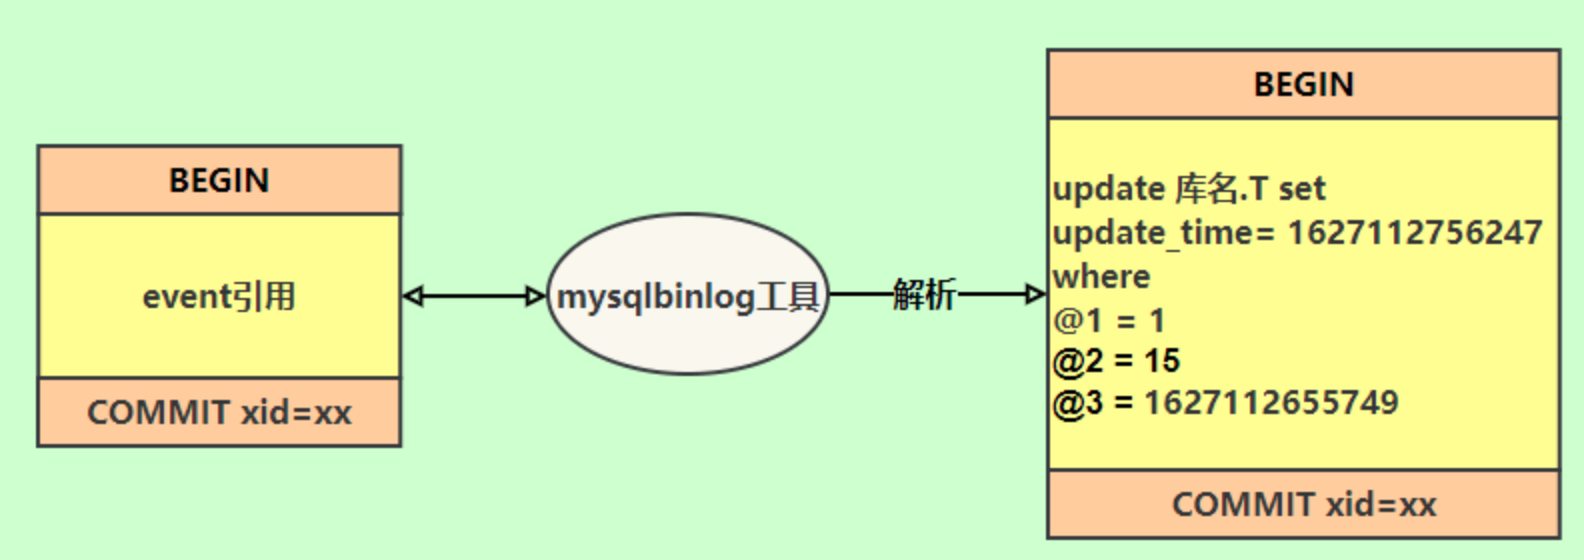 BEGIN
event引用
COMMIT xid=xx
mysqlbinlog工具
解析
BEGIN
update 库名.T set
update_time= 1627112756247
where
@1 = 1
@2 = 15
@3 = 1627112655749
COMMIT xid=xx